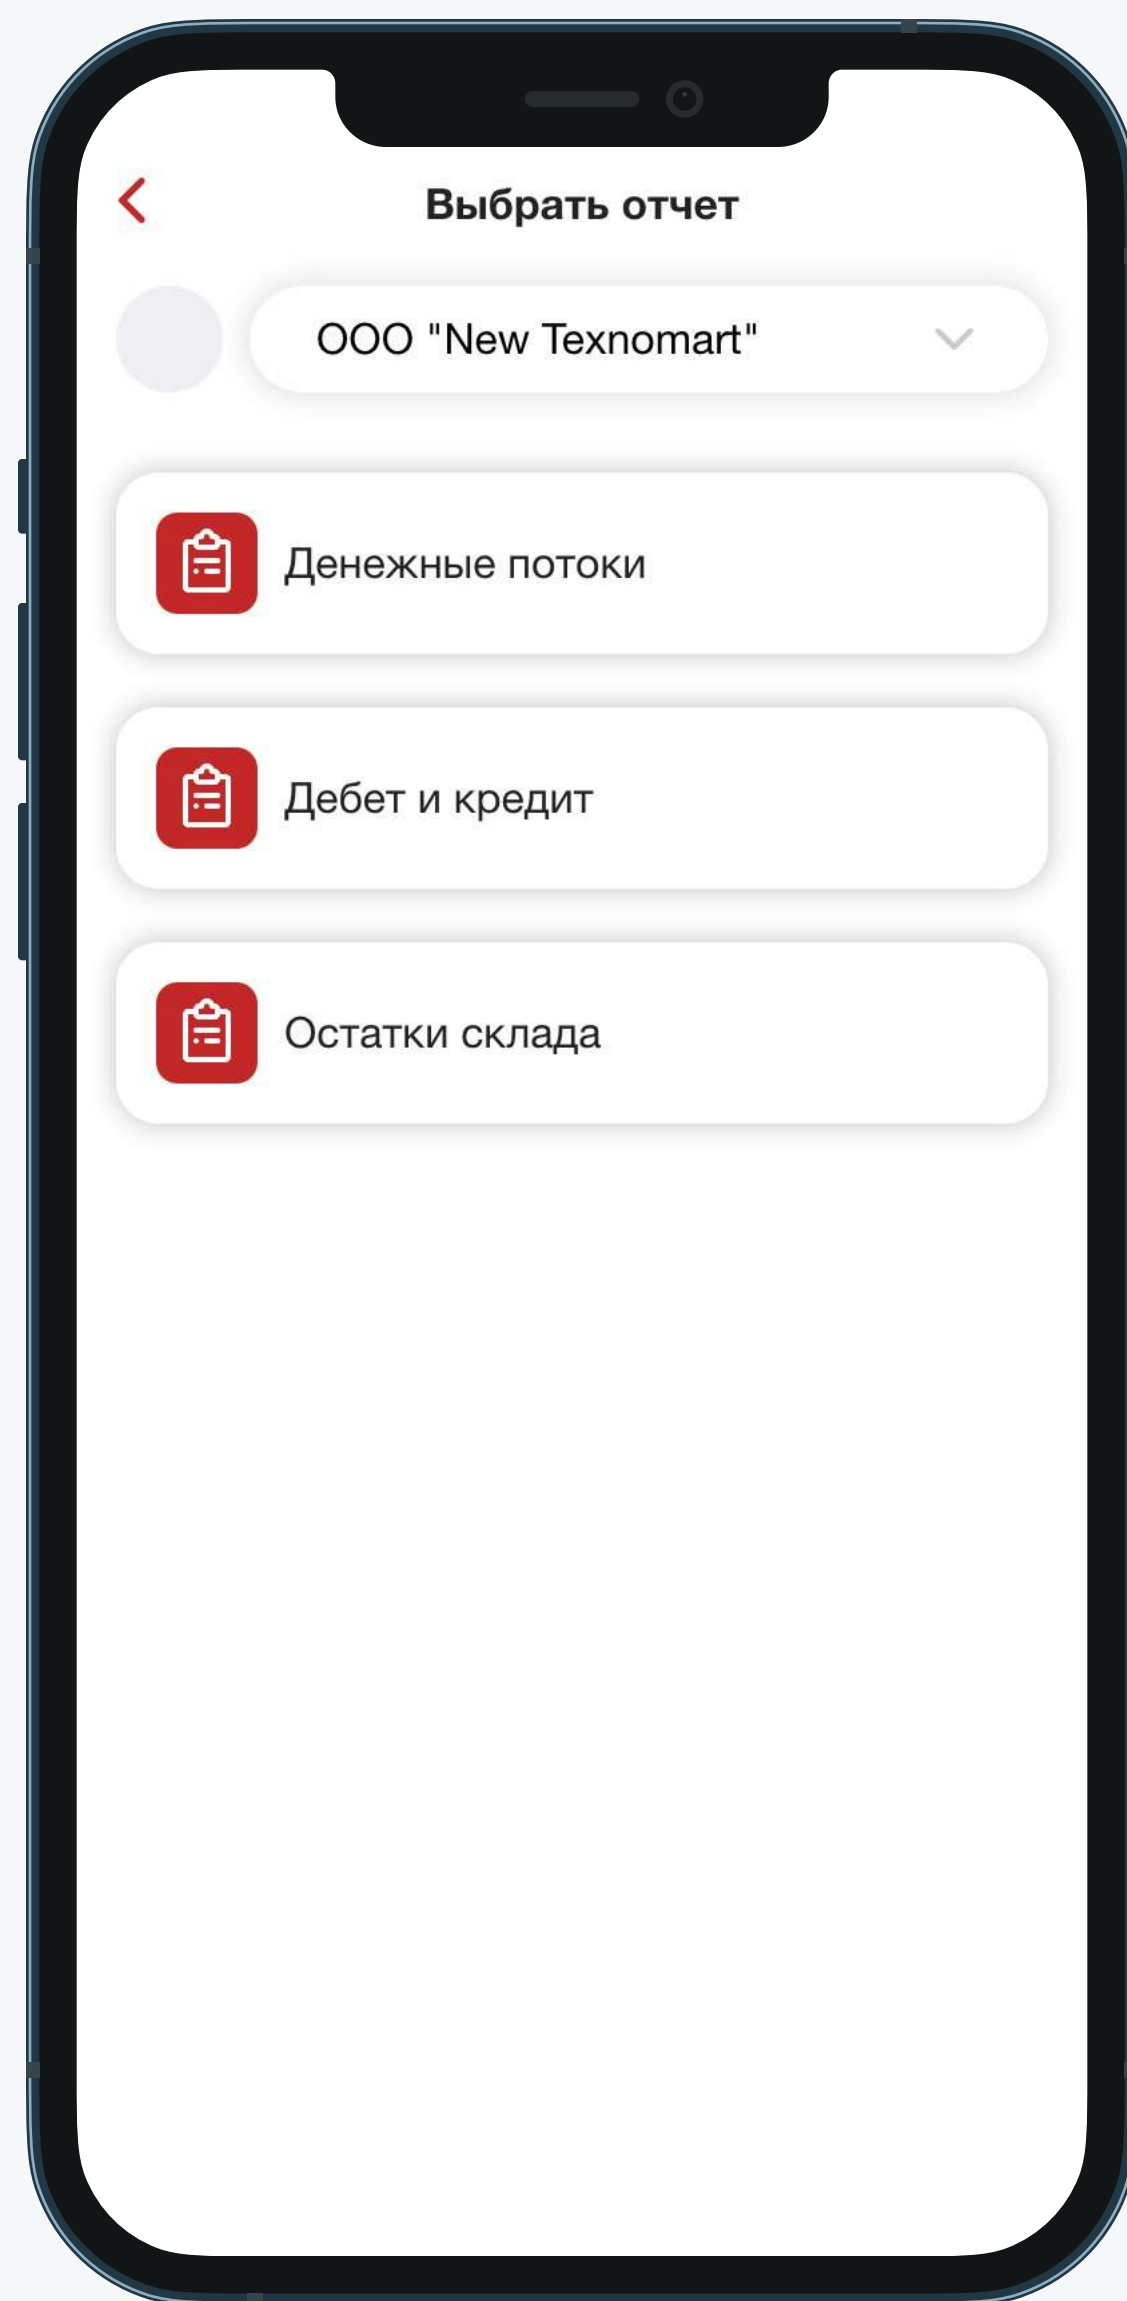 Выбрать отчет
ООО "New Texnomart"
Денежные потоки
Дебет и кредит
Остатки склада